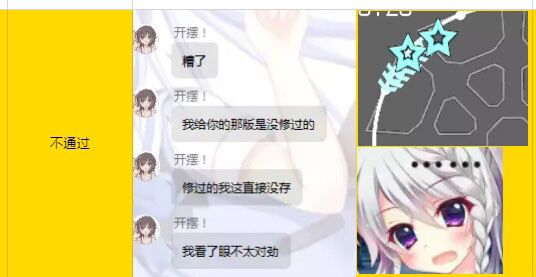 开摆！
糟了
开摆！
我给你的那版是没修过的
不通过
开摆！
修过的我这直接没存
开摆！
我看了眼不太对劲